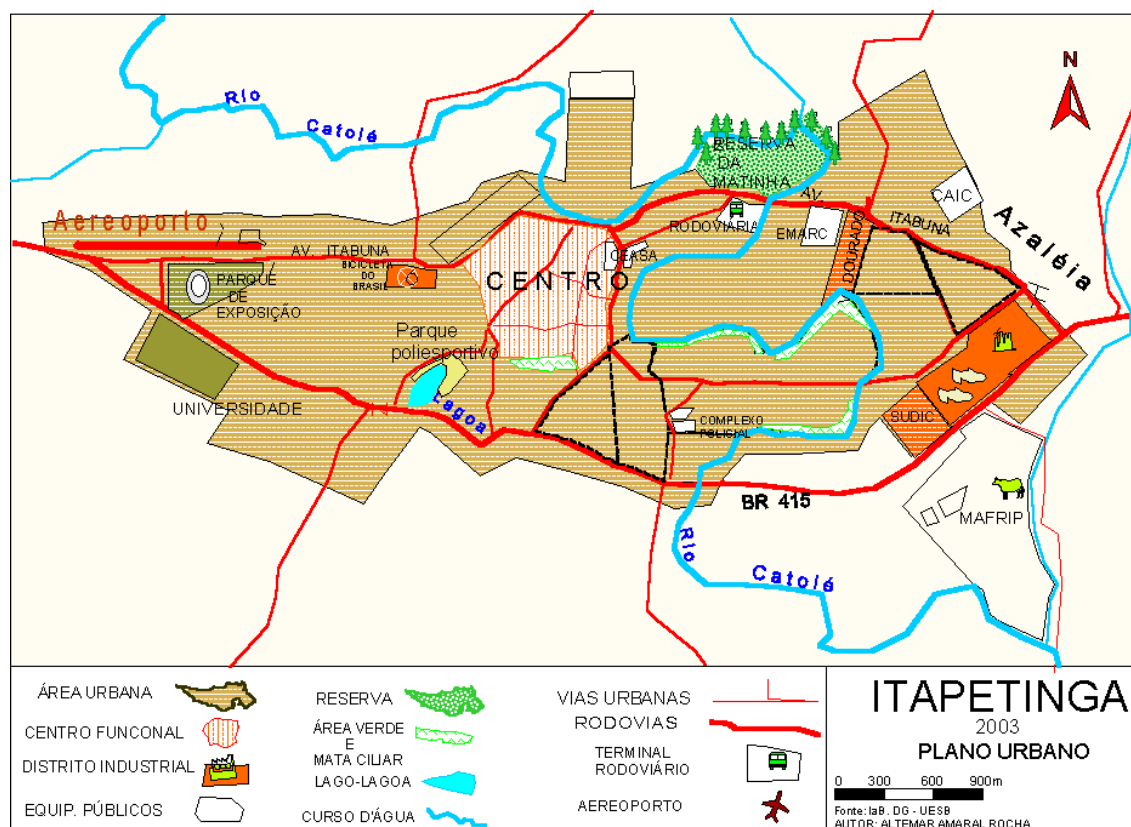 N
Rio
Catolé
RESERVA
DA
MATINHA
CAIC
Aereoporto
AV.
RODOVIÁRIA
EMARC
DOURADO
ITABUNA
Azaléia
AV. ITABUNA
BICICLETA
DO
BRASIL
CEASA
CENTRO
PARQUE
DE
EXPOSIÇÃO
Parque
poliesportivo
Lagoa
UNIVERSIDADE
COMPLEXO
POLICIAL
SUDIC
BR 415
MAFRIP
Rio
Catolé
ÁREA URBANA
CENTRO FUNCONAL
DISTRITO INDUSTRIAL
EQUIP. PÚBLICOS
RESERVA
ÁREA VERDE
E
MATA CILIAR
LAGO-LAGOA
CURSO D'ÁGUA
VIAS URBANAS
RODOVIAS
TERMINAL
RODOVIÁRIO
AEREOPORTO
ITAPETINGA
2003
PLANO URBANO
0 300 600 900m
Fonte: laB. DG - UESB
AUTOR: ALTEMAR AMARAL ROCHA